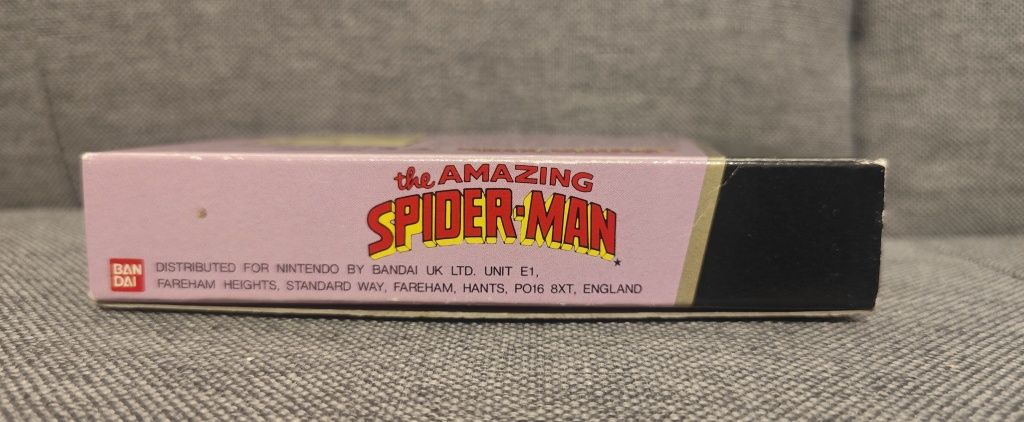 the AMAZING
SPIDER-MAN
BAN
DAI
DISTRIBUTED FOR NINTENDO BY BANDAI UK LTD. UNIT E1,
FAREHAM HEIGHTS, STANDARD WAY, FAREHAM, HANTS, PO16 8XT, ENGLAND